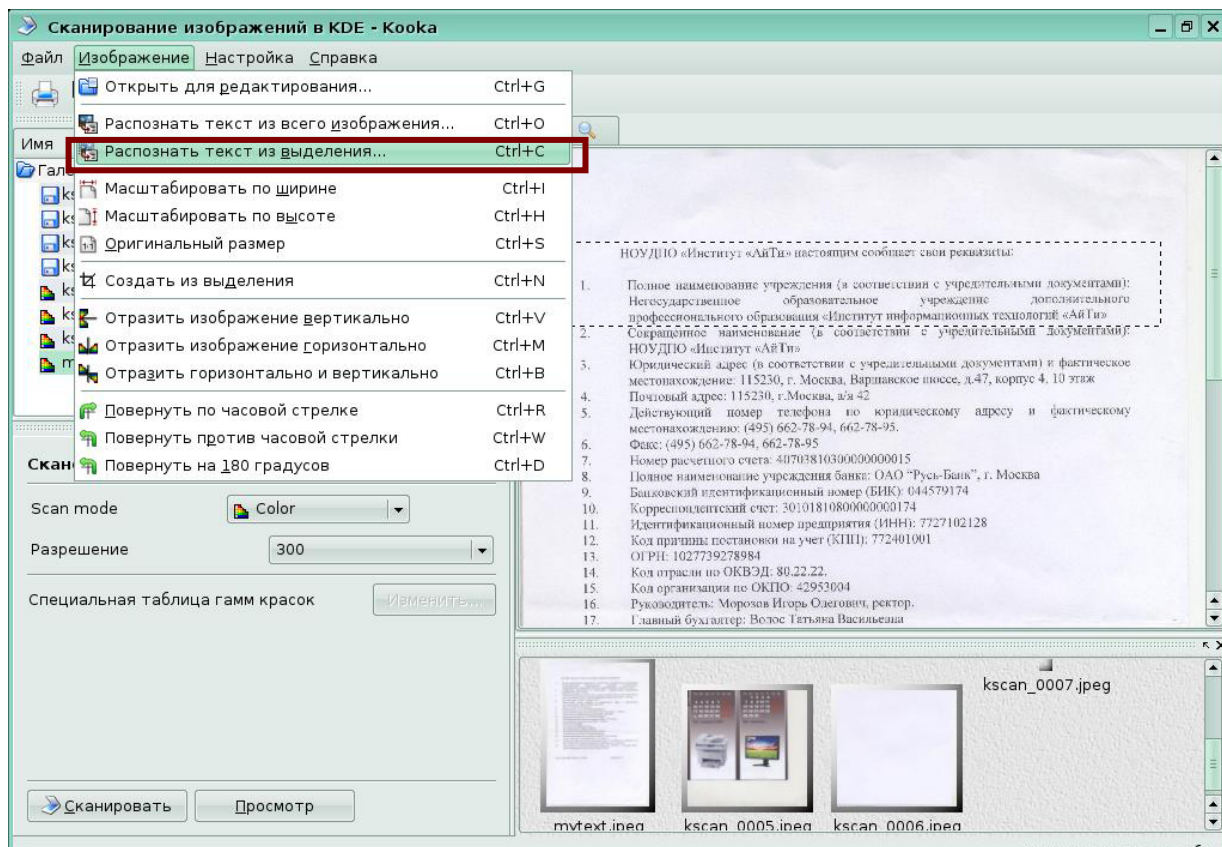 Сканирование изображений в KDE - Kooka
Файл Изображение Настройка Справка
Открыть для редактирования... Ctrl+G
Распознать текст из всего изображения... Ctrl+O
Распознать текст из выделения... Ctrl+C
Масштабировать по ширине Ctrl+I
Масштабировать по высоте Ctrl+H
Оригинальный размер Ctrl+S
Создать из выделения Ctrl+N
Отразить изображение вертикально Ctrl+V
Отразить изображение горизонтально Ctrl+M
Отразить горизонтально и вертикально Ctrl+B
Повернуть по часовой стрелке Ctrl+R
Повернуть против часовой стрелки Ctrl+W
Повернуть на 180 градусов Ctrl+D
Имя
Scan mode Color
Разрешение 300
Специальная таблица гамм красок Изменить...
Сканировать Просмотр
НОУДПО «Институт «АйТи» настоящим сообщает свои реквизиты:
1. Полное наименование учреждения (в соответствии с учредительными документами):
Негосударственное образовательное учреждение дополнительного
профессионального образования «Институт информационных технологий «АйТи»
2. Сокращенное наименование (в соответствии с учредительными документами):
НОУДПО «Институт «АйТи»
3. Юридический адрес (в соответствии с учредительными документами) и фактическое
местонахождение: 115230, г. Москва, Варшавское шоссе, д.47, корпус 4, 10 этаж
4. Почтовый адрес: 115230, г.Москва, а/я 42
5. Действующий номер телефона по юридическому адресу и фактическому
местонахождению: (495) 662-78-94, 662-78-95.
6. Факс: (495) 662-78-94, 662-78-95
7. Номер расчетного счета: 40703810300000000015
8. Полное наименование учреждения банка: ОАО “Русь-Банк”, г. Москва
9. Банковский идентификационный номер (БИК): 044579174
10. Корреспондентский счет: 30101810800000000174
11. Идентификационный номер предприятия (ИНН): 7727102128
12. Код причины постановки на учет (КПП): 772401001
13. ОГРН: 1027739278984
14. Код отрасли по ОКВЭД: 80.22.22.
15. Код организации по ОКПО: 42953004
16. Руководитель: Морозов Игорь Олегович, ректор.
17. Главный бухгалтер: Волос Татьяна Васильевна
kscan_0007.jpeg
mytext.jpeg kscan_0005.jpeg kscan_0006.jpeg